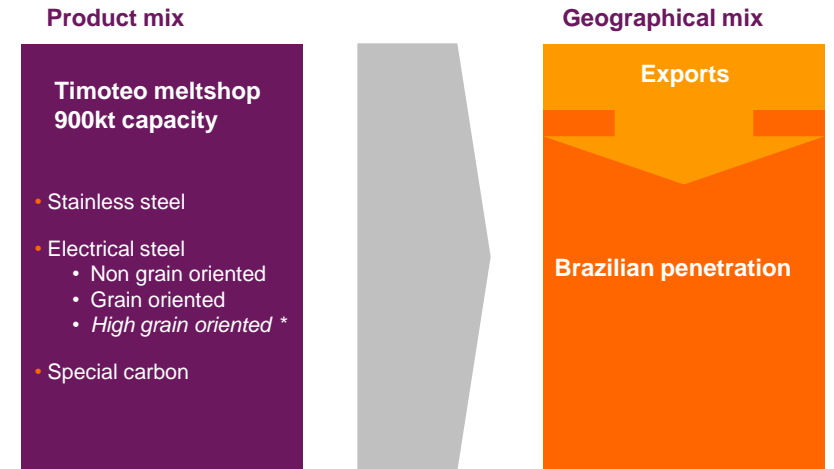 Product mix
Geographical mix
Timoteo meltshop
900kt capacity
• Stainless steel
• Electrical steel
• Non grain oriented
• Grain oriented
• High grain oriented *
• Special carbon
Exports
Brazilian penetration